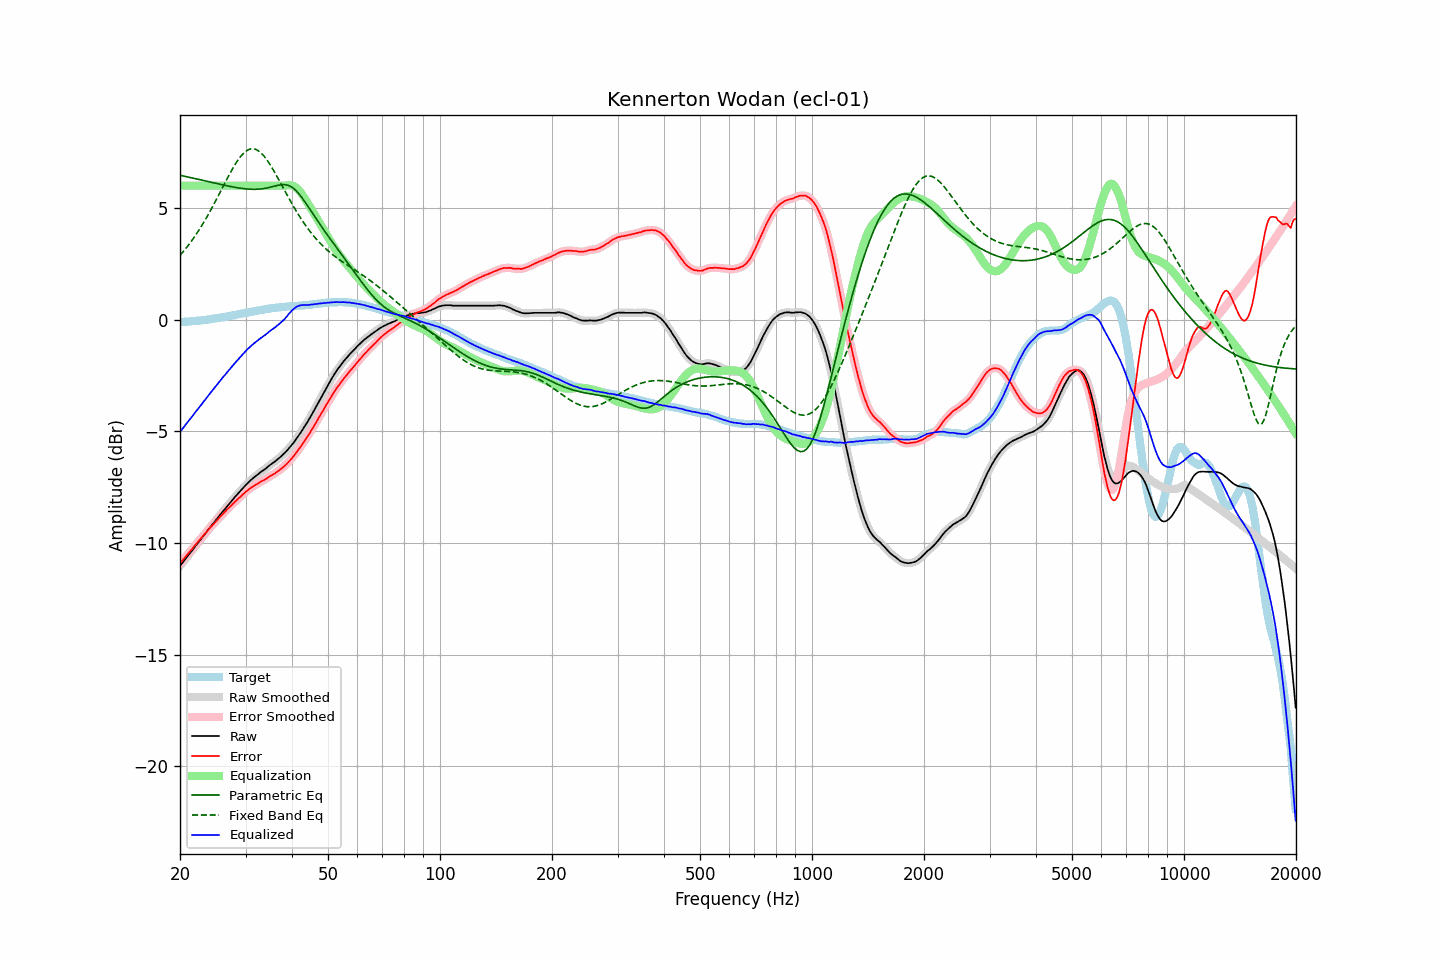 Kennerton Wodan (ecl-01)
Amplitude (dBr)
5
0
−5
−10
−15
−20
Target
Raw Smoothed
Error Smoothed
Raw
Error
Equalization
Parametric Eq
Fixed Band Eq
Equalized
20 50 100 200 500 1000 2000 5000 10000 20000
Frequency (Hz)